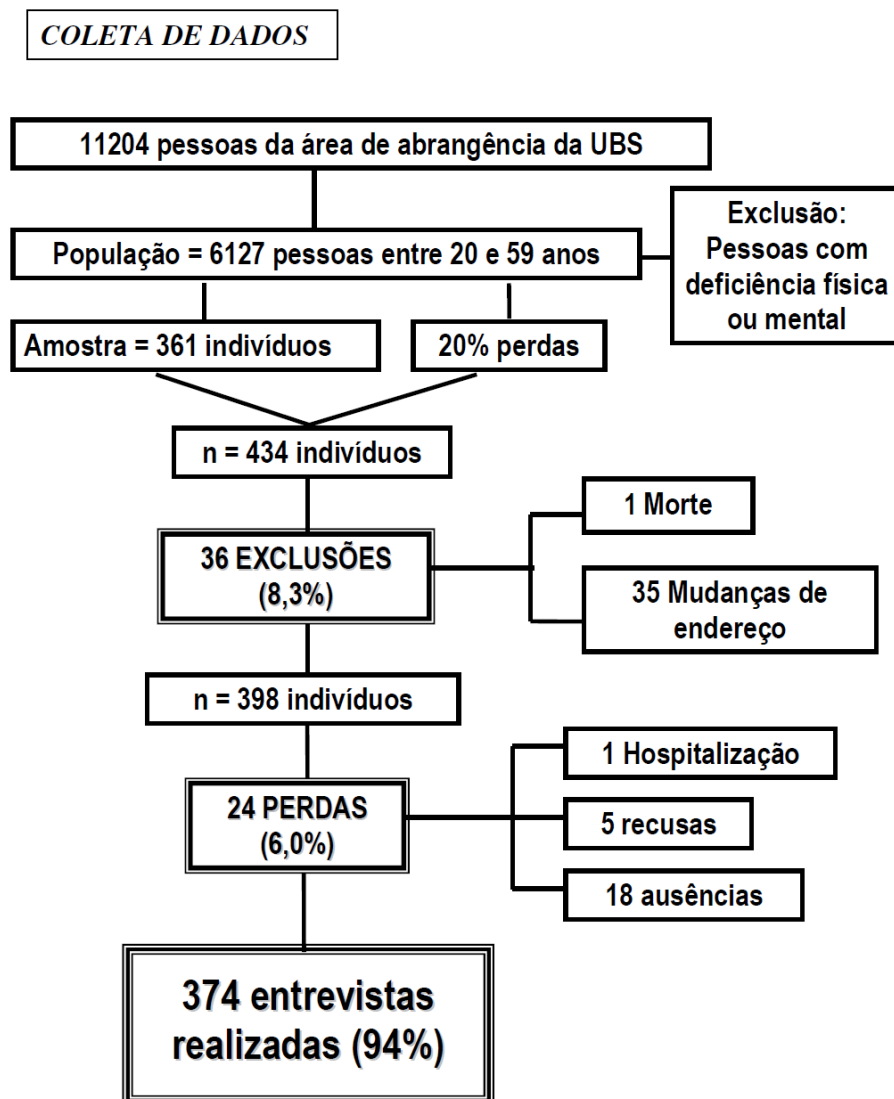 COLETA DE DADOS
11204 pessoas da área de abrangência da UBS
População = 6127 pessoas entre 20 e 59 anos
Exclusão:
Pessoas com
deficiência física
ou mental
Amostra = 361 indivíduos
20% perdas
n = 434 indivíduos
36 EXCLUSÕES
(8,3%)
1 Morte
35 Mudanças de
endereço
n = 398 indivíduos
24 PERDAS
(6,0%)
1 Hospitalização
5 recusas
18 ausências
374 entrevistas
realizadas (94%)